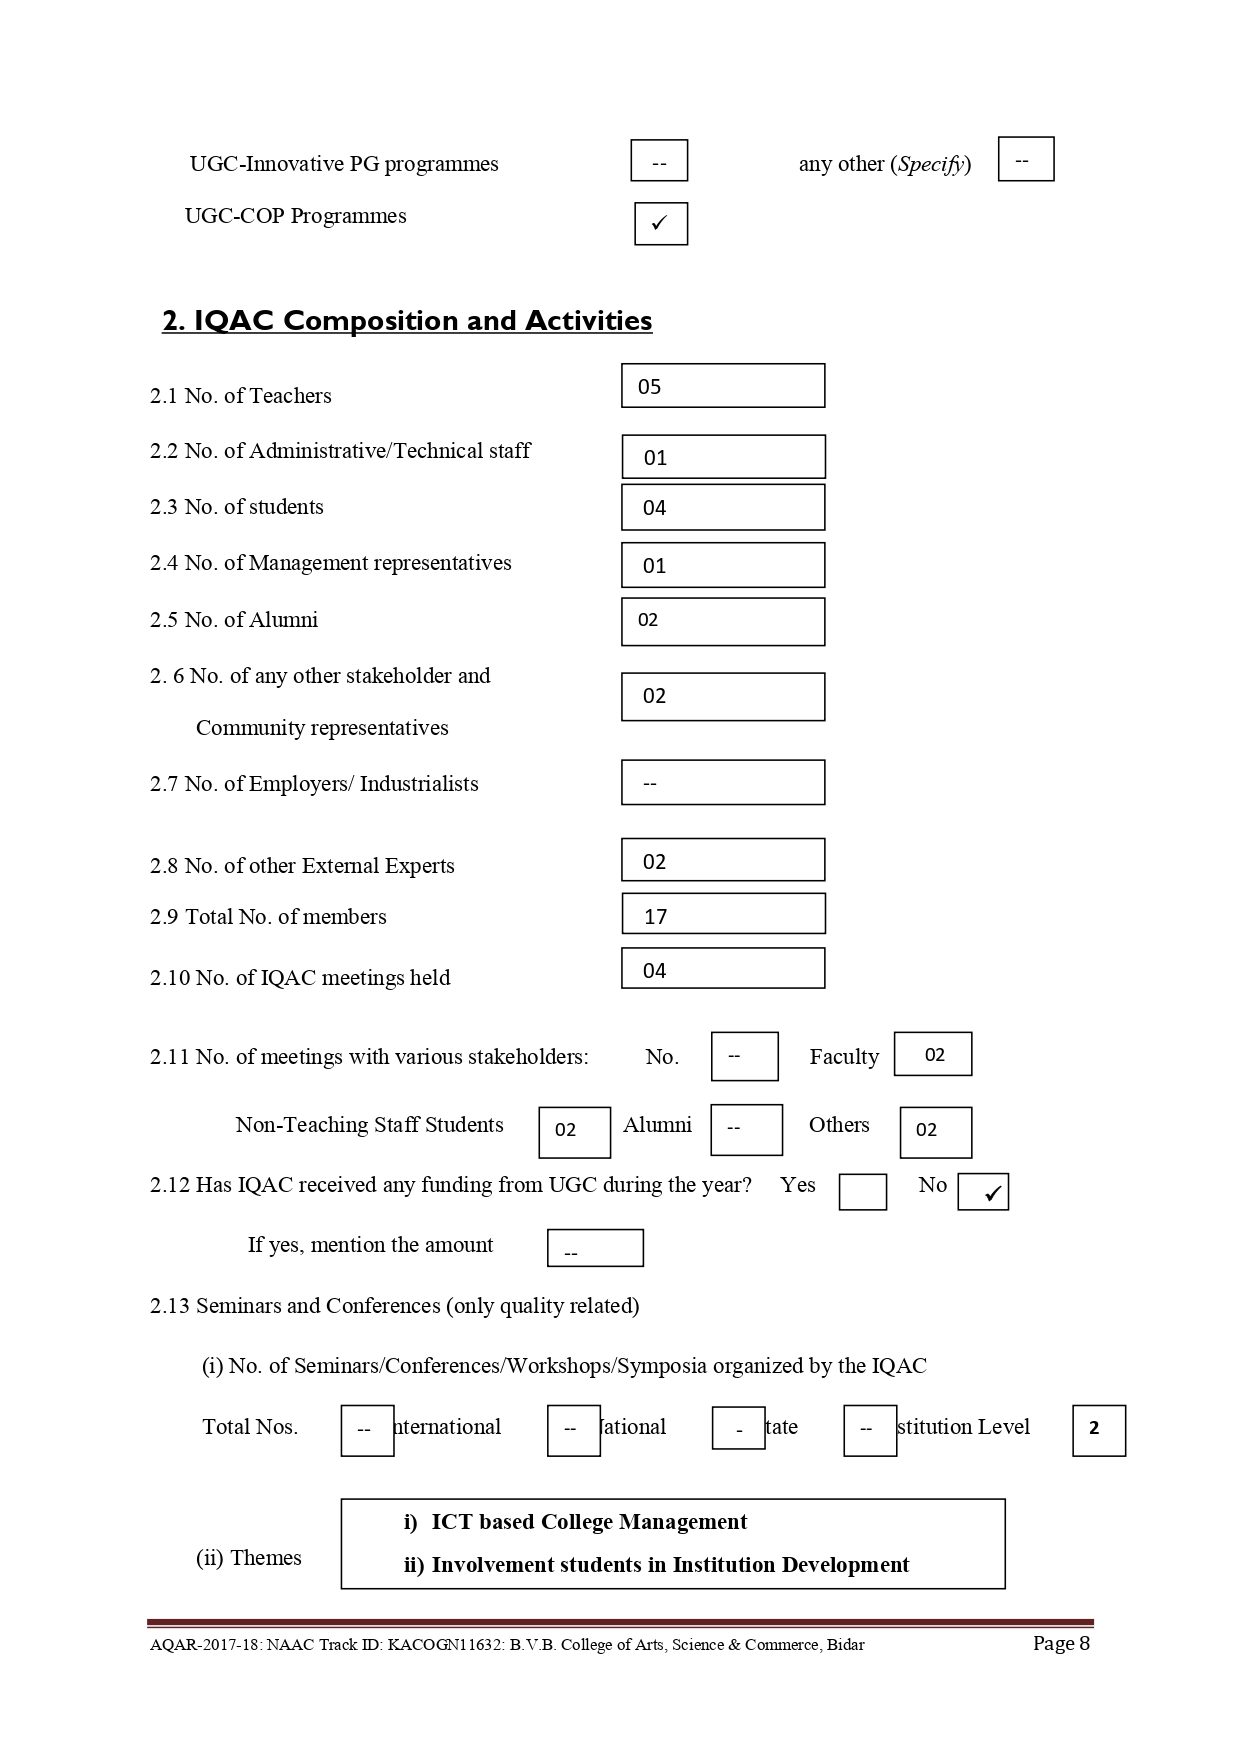 UGC-Innovative PG programmes -- any other (Specify) --
UGC-COP Programmes ✓
2. IQAC Composition and Activities
2.1 No. of Teachers 05
2.2 No. of Administrative/Technical staff 01
2.3 No. of students 04
2.4 No. of Management representatives 01
2.5 No. of Alumni 02
2. 6 No. of any other stakeholder and 02
Community representatives
2.7 No. of Employers/ Industrialists --
2.8 No. of other External Experts 02
2.9 Total No. of members 17
2.10 No. of IQAC meetings held 04
2.11 No. of meetings with various stakeholders: No. -- Faculty 02
Non-Teaching Staff Students 02 Alumni -- Others 02
2.12 Has IQAC received any funding from UGC during the year? Yes No ✓
If yes, mention the amount --
2.13 Seminars and Conferences (only quality related)
(i) No. of Seminars/Conferences/Workshops/Symposia organized by the IQAC
Total Nos. -- nternational -- ational - tate -- stitution Level 2
i) ICT based College Management
(ii) Themes
ii) Involvement students in Institution Development
AQAR-2017-18: NAAC Track ID: KACOGN11632: B.V.B. College of Arts, Science & Commerce, Bidar Page 8